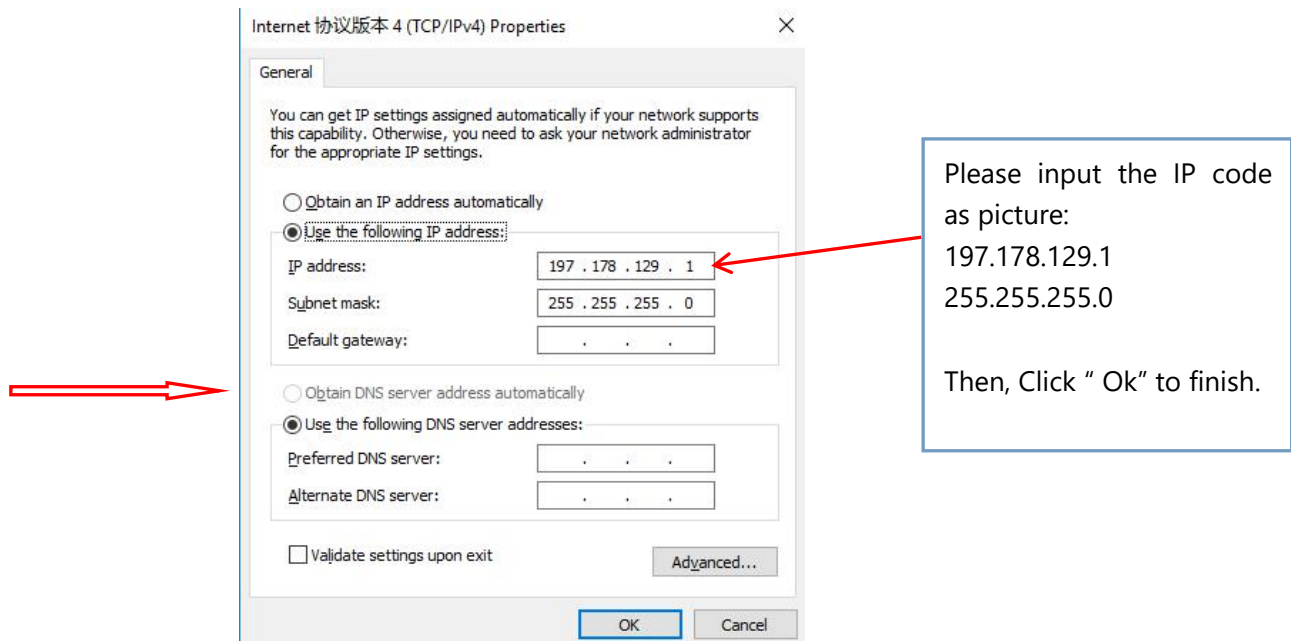 Internet 协议版本 4 (TCP/IPv4) Properties
General
You can get IP settings assigned automatically if your network supports
this capability. Otherwise, you need to ask your network administrator
for the appropriate IP settings.
Obtain an IP address automatically
Use the following IP address:
IP address: 197 . 178 . 129 . 1
Subnet mask: 255 . 255 . 255 . 0
Default gateway: . . .
Obtain DNS server address automatically
Use the following DNS server addresses:
Preferred DNS server: . . .
Alternate DNS server: . . .
Validate settings upon exit
Advanced...
OK Cancel
Please input the IP code
as picture:
197.178.129.1
255.255.255.0
Then, Click “ Ok” to finish.